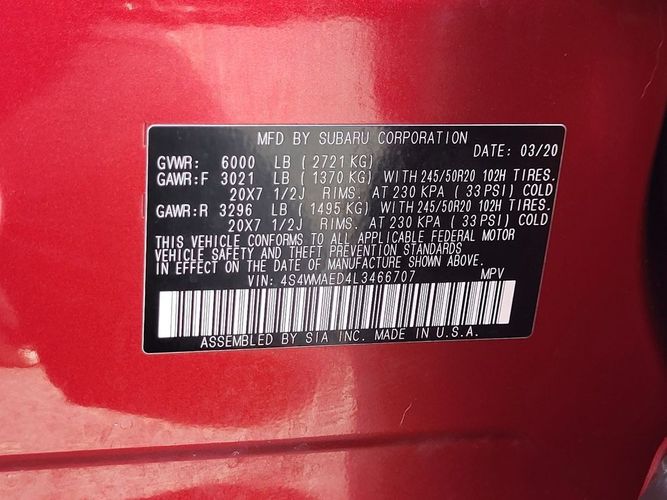 MFD BY SUBARU CORPORATION
DATE: 03/20
GVWR: 6000 LB ( 2721 KG)
GAWR:F 3021 LB ( 1370 KG) WITH 245/50R20 102H TIRES.
20X7 1/2J RIMS. AT 230 KPA ( 33 PSI) COLD
GAWR:R 3296 LB ( 1495 KG) WITH 245/50R20 102H TIRES.
20X7 1/2J RIMS. AT 230 KPA ( 33 PSI) COLD
THIS VEHICLE CONFORMS TO ALL APPLICABLE FEDERAL MOTOR
VEHICLE SAFETY AND THEFT PREVENTION STANDARDS
IN EFFECT ON THE DATE OF MANUFACTURE SHOWN ABOVE.
VIN: 4S4WMAED4L3466707 MPV
ASSEMBLED BY SIA INC. MADE IN U.S.A.